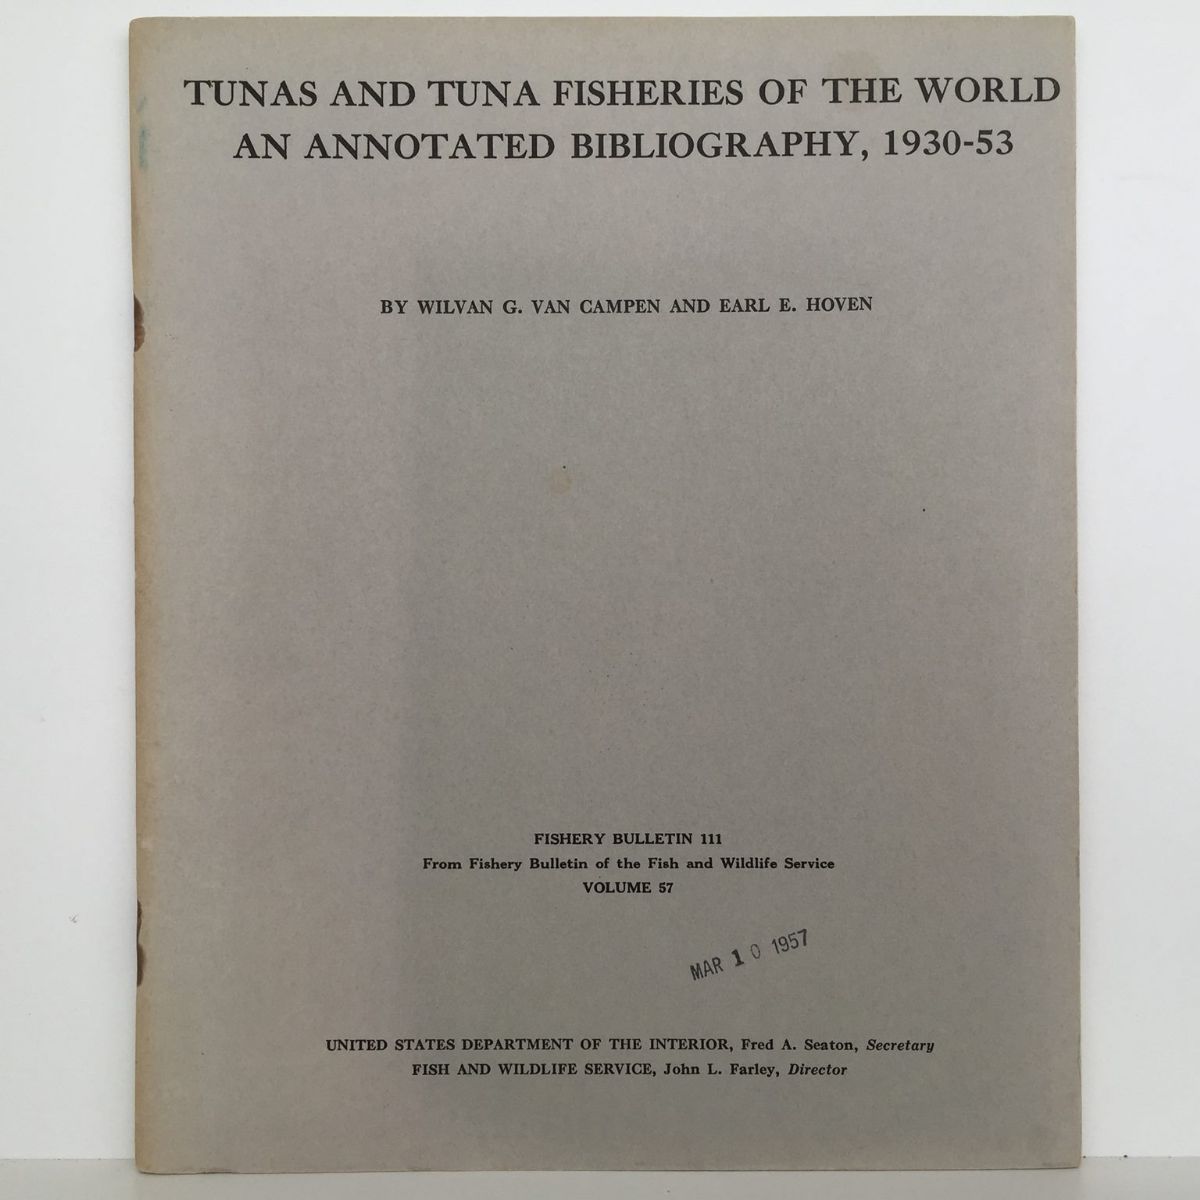 TUNAS AND TUNA FISHERIES OF THE WORLD
AN ANNOTATED BIBLIOGRAPHY, 1930-53
BY WILVAN G. VAN CAMPEN AND EARL E. HOVEN
FISHERY BULLETIN 111
From Fishery Bulletin of the Fish and Wildlife Service
VOLUME 57
MAR 10 1957
UNITED STATES DEPARTMENT OF THE INTERIOR, Fred A. Seaton, Secretary
FISH AND WILDLIFE SERVICE, John L. Farley, Director